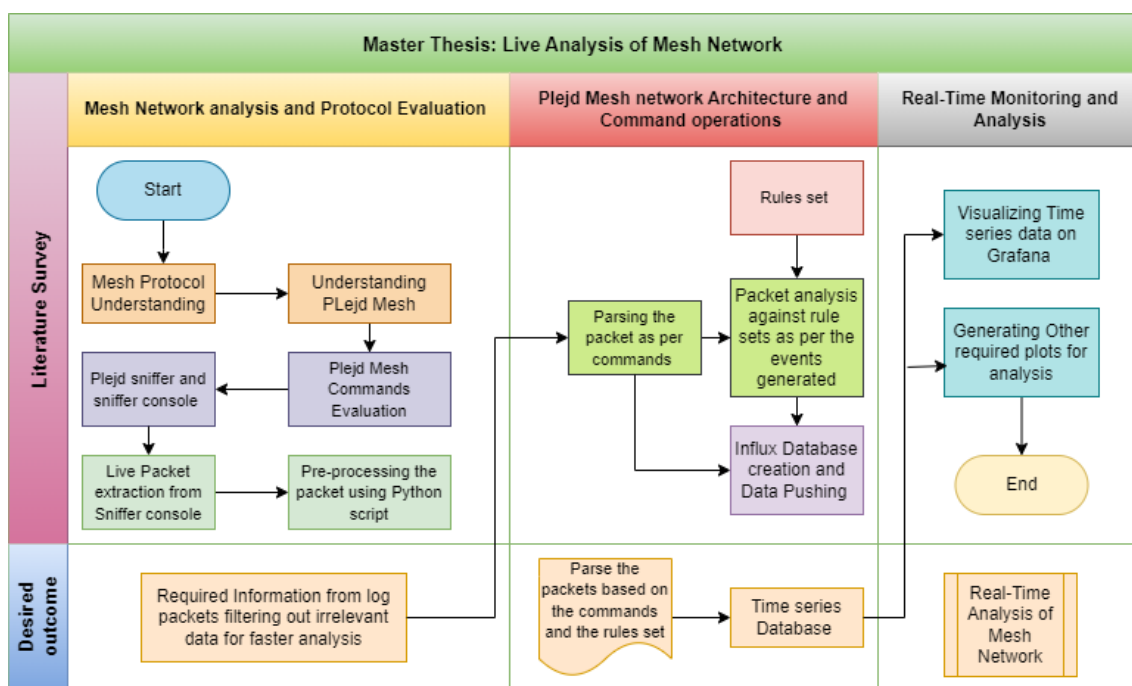 Master Thesis: Live Analysis of Mesh Network
Literature Survey
Mesh Network analysis and Protocol Evaluation
Plejd Mesh network Architecture and
Command operations
Real-Time Monitoring and
Analysis
Start
Mesh Protocol
Understanding
Understanding
PLejd Mesh
Plejd sniffer and
sniffer console
Plejd Mesh
Commands
Evaluation
Live Packet
extraction from
Sniffer console
Pre-processing the
packet using Python
script
Rules set
Parsing the
packet as per
commands
Packet analysis
against rule
sets as per the
events
generated
Influx Database
creation and
Data Pushing
Visualizing Time
series data on
Grafana
Generating Other
required plots for
analysis
End
Desired
outcome
Required Information from log
packets filtering out irrelevant
data for faster analysis
Parse the
packets based on
the commands
and the rules set
Time series
Database
Real-Time
Analysis of
Mesh
Network